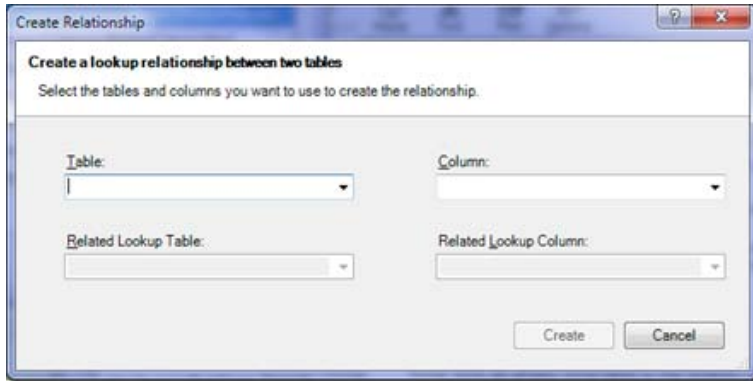 Create Relationship
Create a lookup relationship between two tables
Select the tables and columns you want to use to create the relationship.
Table: Column:
Related Lookup Table: Related Lookup Column:
Create Cancel